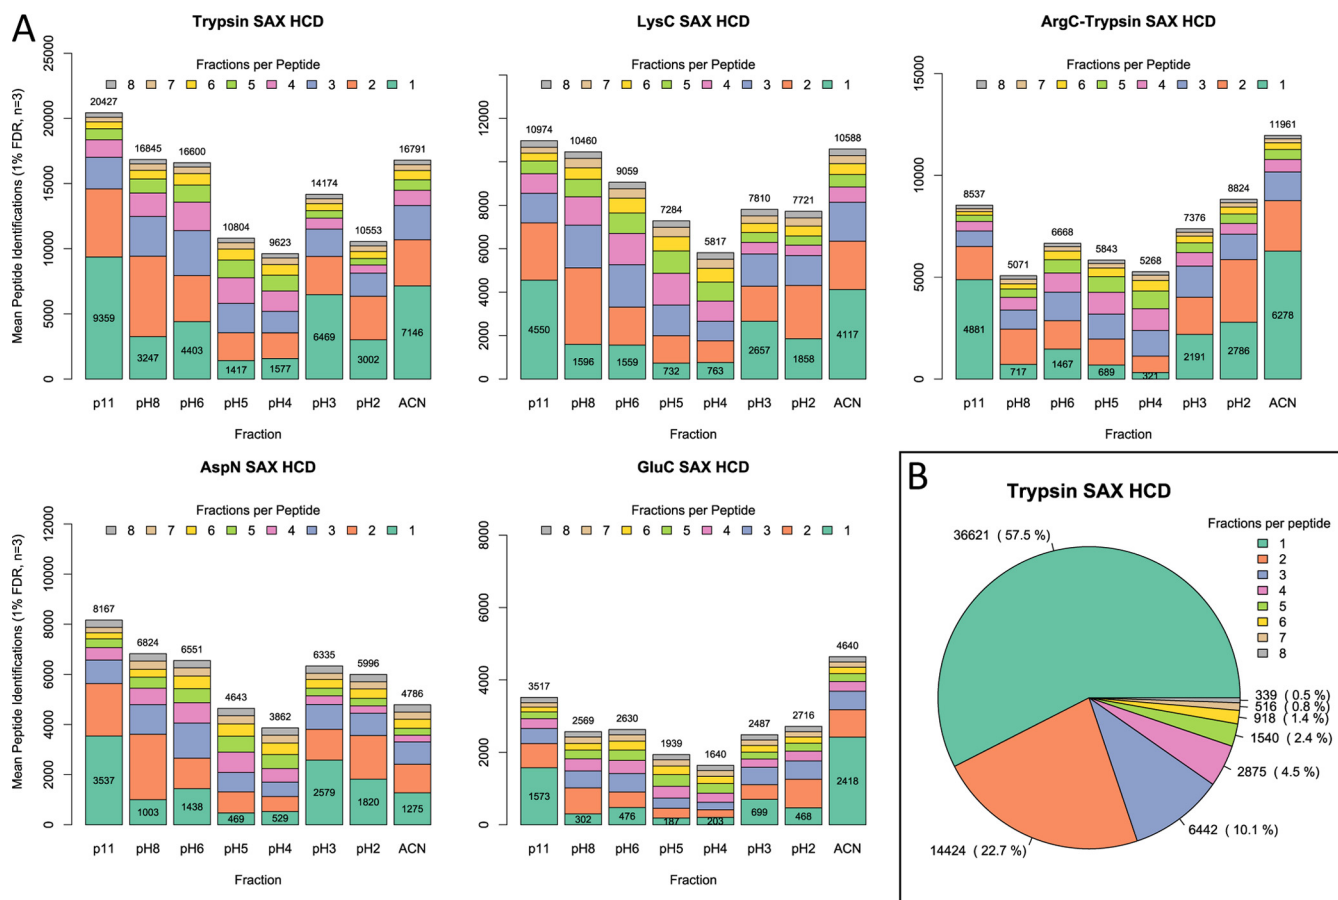 A
Trypsin SAX HCD
Fractions per Peptide
8 7 6 5 4 3 2 1
Mean Peptide Identifications (1% FDR, n=3)
0 5000 10000 15000 20000 25000
20427 16845 16600 10804 9623 14174 10553 16791
9359 3247 4403 1417 1577 6469 3002 7146
p11 pH8 pH6 pH5 pH4 pH3 pH2 ACN
Fraction
LysC SAX HCD
Fractions per Peptide
8 7 6 5 4 3 2 1
0 2000 4000 6000 8000 12000
10974 10460 9059 7284 5817 7810 7721 10588
4550 1596 1559 732 763 2657 1858 4117
p11 pH8 pH6 pH5 pH4 pH3 pH2 ACN
Fraction
ArgC-Trypsin SAX HCD
Fractions per Peptide
8 7 6 5 4 3 2 1
0 5000 10000 15000
8537 5071 6668 5843 5268 7376 8824 11961
4881 717 1467 689 321 2191 2786 6278
p11 pH8 pH6 pH5 pH4 pH3 pH2 ACN
Fraction
AspN SAX HCD
Fractions per Peptide
8 7 6 5 4 3 2 1
Mean Peptide Identifications (1% FDR, n=3)
0 2000 4000 6000 8000 10000 12000
8167 6824 6551 4643 3862 6335 5996 4786
3537 1003 1438 469 529 2579 1820 1275
p11 pH8 pH6 pH5 pH4 pH3 pH2 ACN
Fraction
GluC SAX HCD
Fractions per Peptide
8 7 6 5 4 3 2 1
0 2000 4000 6000 8000
3517 2569 2630 1939 1640 2487 2716 4640
1573 302 476 187 203 699 468 2418
p11 pH8 pH6 pH5 pH4 pH3 pH2 ACN
Fraction
B
Trypsin SAX HCD
Fractions per peptide
1
2
3
4
5
6
7
8
36621 ( 57.5 %)
339 ( 0.5 %)
516 ( 0.8 %)
918 ( 1.4 %)
1540 ( 2.4 %)
2875 ( 4.5 %)
6442 ( 10.1 %)
14424 ( 22.7 %)